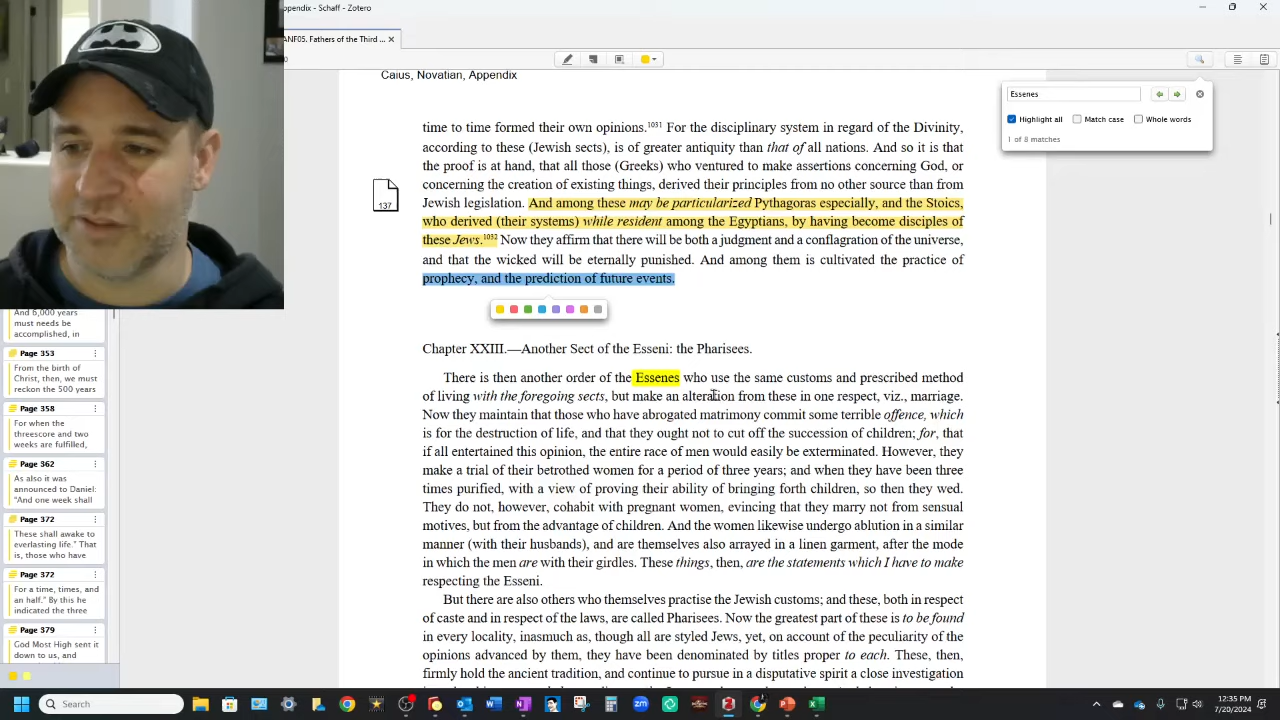 ppendix - Schaff - Zotero
ANF05. Fathers of the Third ...
Caius, Novatian, Appendix
Essenes
Highlight all
Match case
Whole words
1 of 8 matches
time to time formed their own opinions.1031 For the disciplinary system in regard of the Divinity,
according to these (Jewish sects), is of greater antiquity than that of all nations. And so it is that
the proof is at hand, that all those (Greeks) who ventured to make assertions concerning God, or
concerning the creation of existing things, derived their principles from no other source than from
137
Jewish legislation. And among these may be particularized Pythagoras especially, and the Stoics,
who derived (their systems) while resident among the Egyptians, by having become disciples of
these Jews.1032 Now they affirm that there will be both a judgment and a conflagration of the universe,
and that the wicked will be eternally punished. And among them is cultivated the practice of
prophecy, and the prediction of future events.
Chapter XXIII.—Another Sect of the Esseni: the Pharisees.
There is then another order of the Essenes who use the same customs and prescribed method
of living with the foregoing sects, but make an alteration from these in one respect, viz., marriage.
Now they maintain that those who have abrogated matrimony commit some terrible offence, which
is for the destruction of life, and that they ought not to cut off the succession of children; for, that
if all entertained this opinion, the entire race of men would easily be exterminated. However, they
make a trial of their betrothed women for a period of three years; and when they have been three
times purified, with a view of proving their ability of bringing forth children, so then they wed.
They do not, however, cohabit with pregnant women, evincing that they marry not from sensual
motives, but from the advantage of children. And the women likewise undergo ablution in a similar
manner (with their husbands), and are themselves also arrayed in a linen garment, after the mode
in which the men are with their girdles. These things, then, are the statements which I have to make
respecting the Esseni.
But there are also others who themselves practise the Jewish customs; and these, both in respect
of caste and in respect of the laws, are called Pharisees. Now the greatest part of these is to be found
in every locality, inasmuch as, though all are styled Jews, yet, on account of the peculiarity of the
opinions advanced by them, they have been denominated by titles proper to each. These, then,
firmly hold the ancient tradition, and continue to pursue in a disputative spirit a close investigation
And 6,000 years
must needs be
accomplished, in
Page 353
From the birth of
Christ, then, we must
reckon the 500 years
Page 358
For when the
threescore and two
weeks are fulfilled,
Page 362
As also it was
announced to Daniel:
"And one week shall
Page 372
These shall awake to
everlasting life." That
is, those who have
Page 372
For a time, times, and
an half." By this he
indicated the three
Page 379
God Most High sent it
down to us, and
Search
12:35 PM
7/20/2024